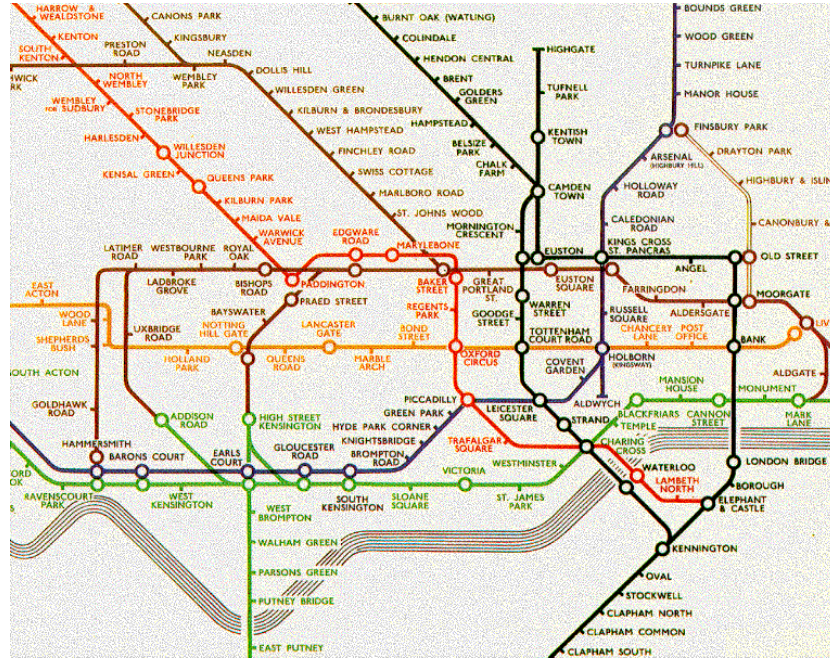 HARROW &
WEALDSTONE
KENTON
SOUTH
KENTON
PRESTON
ROAD
CANONS PARK
KINGSBURY
NEASDEN
WEMBLEY
PARK
DOLLIS HILL
NORTH
WEMBLEY
WEMBLEY
FOR SUDBURY
STONEBRIDGE
PARK
HARLESDEN
WILLESDEN GREEN
KILBURN & BRONDESBURY
WEST HAMPSTEAD
FINCHLEY ROAD
SWISS COTTAGE
MARLBORO ROAD
ST. JOHNS WOOD
WILLESDEN
JUNCTION
KENSAL GREEN
QUEENS PARK
KILBURN PARK
MAIDA VALE
WARWICK
AVENUE
BURNT OAK (WATLING)
COLINDALE
HENDON CENTRAL
BRENT
GOLDERS
GREEN
HAMPSTEAD
BELSIZE
PARK
CHALK
FARM
HIGHGATE
TUFNELL
PARK
KENTISH
TOWN
CAMDEN
TOWN
MORNINGTON
CRESCENT
BOUNDS GREEN
WOOD GREEN
TURNPIKE LANE
MANOR HOUSE
FINSBURY PARK
ARSENAL
(HIGHBURY HILL)
DRAYTON PARK
HIGHBURY & ISLIN
HOLLOWAY
ROAD
CALEDONIAN
ROAD
CANONBURY &
LATIMER
ROAD
WESTBOURNE
PARK
ROYAL
OAK
EDGWARE
ROAD
MARYLEBONE
EUSTON
KINGS CROSS
ST. PANCRAS
ANGEL
OLD STREET
LADBROKE
GROVE
BISHOPS
ROAD
PADDINGTON
BAKER
STREET
GREAT
PORTLAND
ST.
EUSTON
SQUARE
FARRINGDON
EAST
ACTON
WOOD
LANE
PRAED STREET
BAYSWATER
REGENTS
PARK
WARREN
STREET
GOODGE
STREET
RUSSELL
SQUARE
ALDERSGATE
MOORGATE
UXBRIDGE
ROAD
NOTTING
HILL GATE
LANCASTER
GATE
BOND
STREET
TOTTENHAM
COURT ROAD
CHANCERY
LANE
POST
OFFICE
BANK
LIV
SHEPHERDS
BUSH
HOLLAND
PARK
QUEENS
ROAD
MARBLE
ARCH
OXFORD
CIRCUS
COVENT
GARDEN
HOLBORN
(KINGSWAY)
ALDGATE
OUTH ACTON
GOLDHAWK
ROAD
ADDISON
ROAD
HIGH STREET
KENSINGTON
PICCADILLY
GREEN PARK
HYDE PARK CORNER
KNIGHTSBRIDGE
BROMPTON
ROAD
LEICESTER
SQUARE
ALDWYCH
STRAND
BLACKFRIARS
TEMPLE
MANSION
HOUSE
CANNON
STREET
MONUMENT
MARK
LANE
HAMMERSMITH
BARONS COURT
EARLS
COURT
GLOUCESTER
ROAD
TRAFALGAR
SQUARE
CHARING
CROSS
WESTMINSTER
WATERLOO
LAMBETH
NORTH
LONDON BRIDGE
BOROUGH
ELEPHANT
& CASTLE
RAVENSCOURT
PARK
WEST
KENSINGTON
SOUTH
KENSINGTON
SLOANE
SQUARE
VICTORIA
ST. JAMES
PARK
WEST
BROMPTON
WALHAM GREEN
PARSONS GREEN
PUTNEY BRIDGE
EAST PUTNEY
KENNINGTON
OVAL
STOCKWELL
CLAPHAM NORTH
CLAPHAM COMMON
CLAPHAM SOUTH